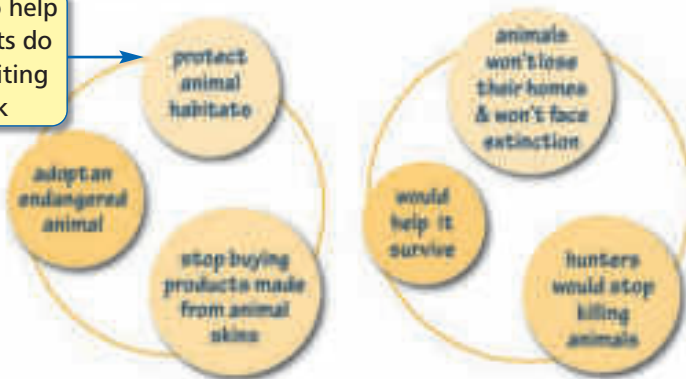 help
ts do
iting
k
protect
animal
habitato
adopt an
endangered
animal
stop buying
products made
from animal
skins
animals
won't lose
their homes
& won't face
extinction
would
help it
survive
hunters
would stop
killing
animals